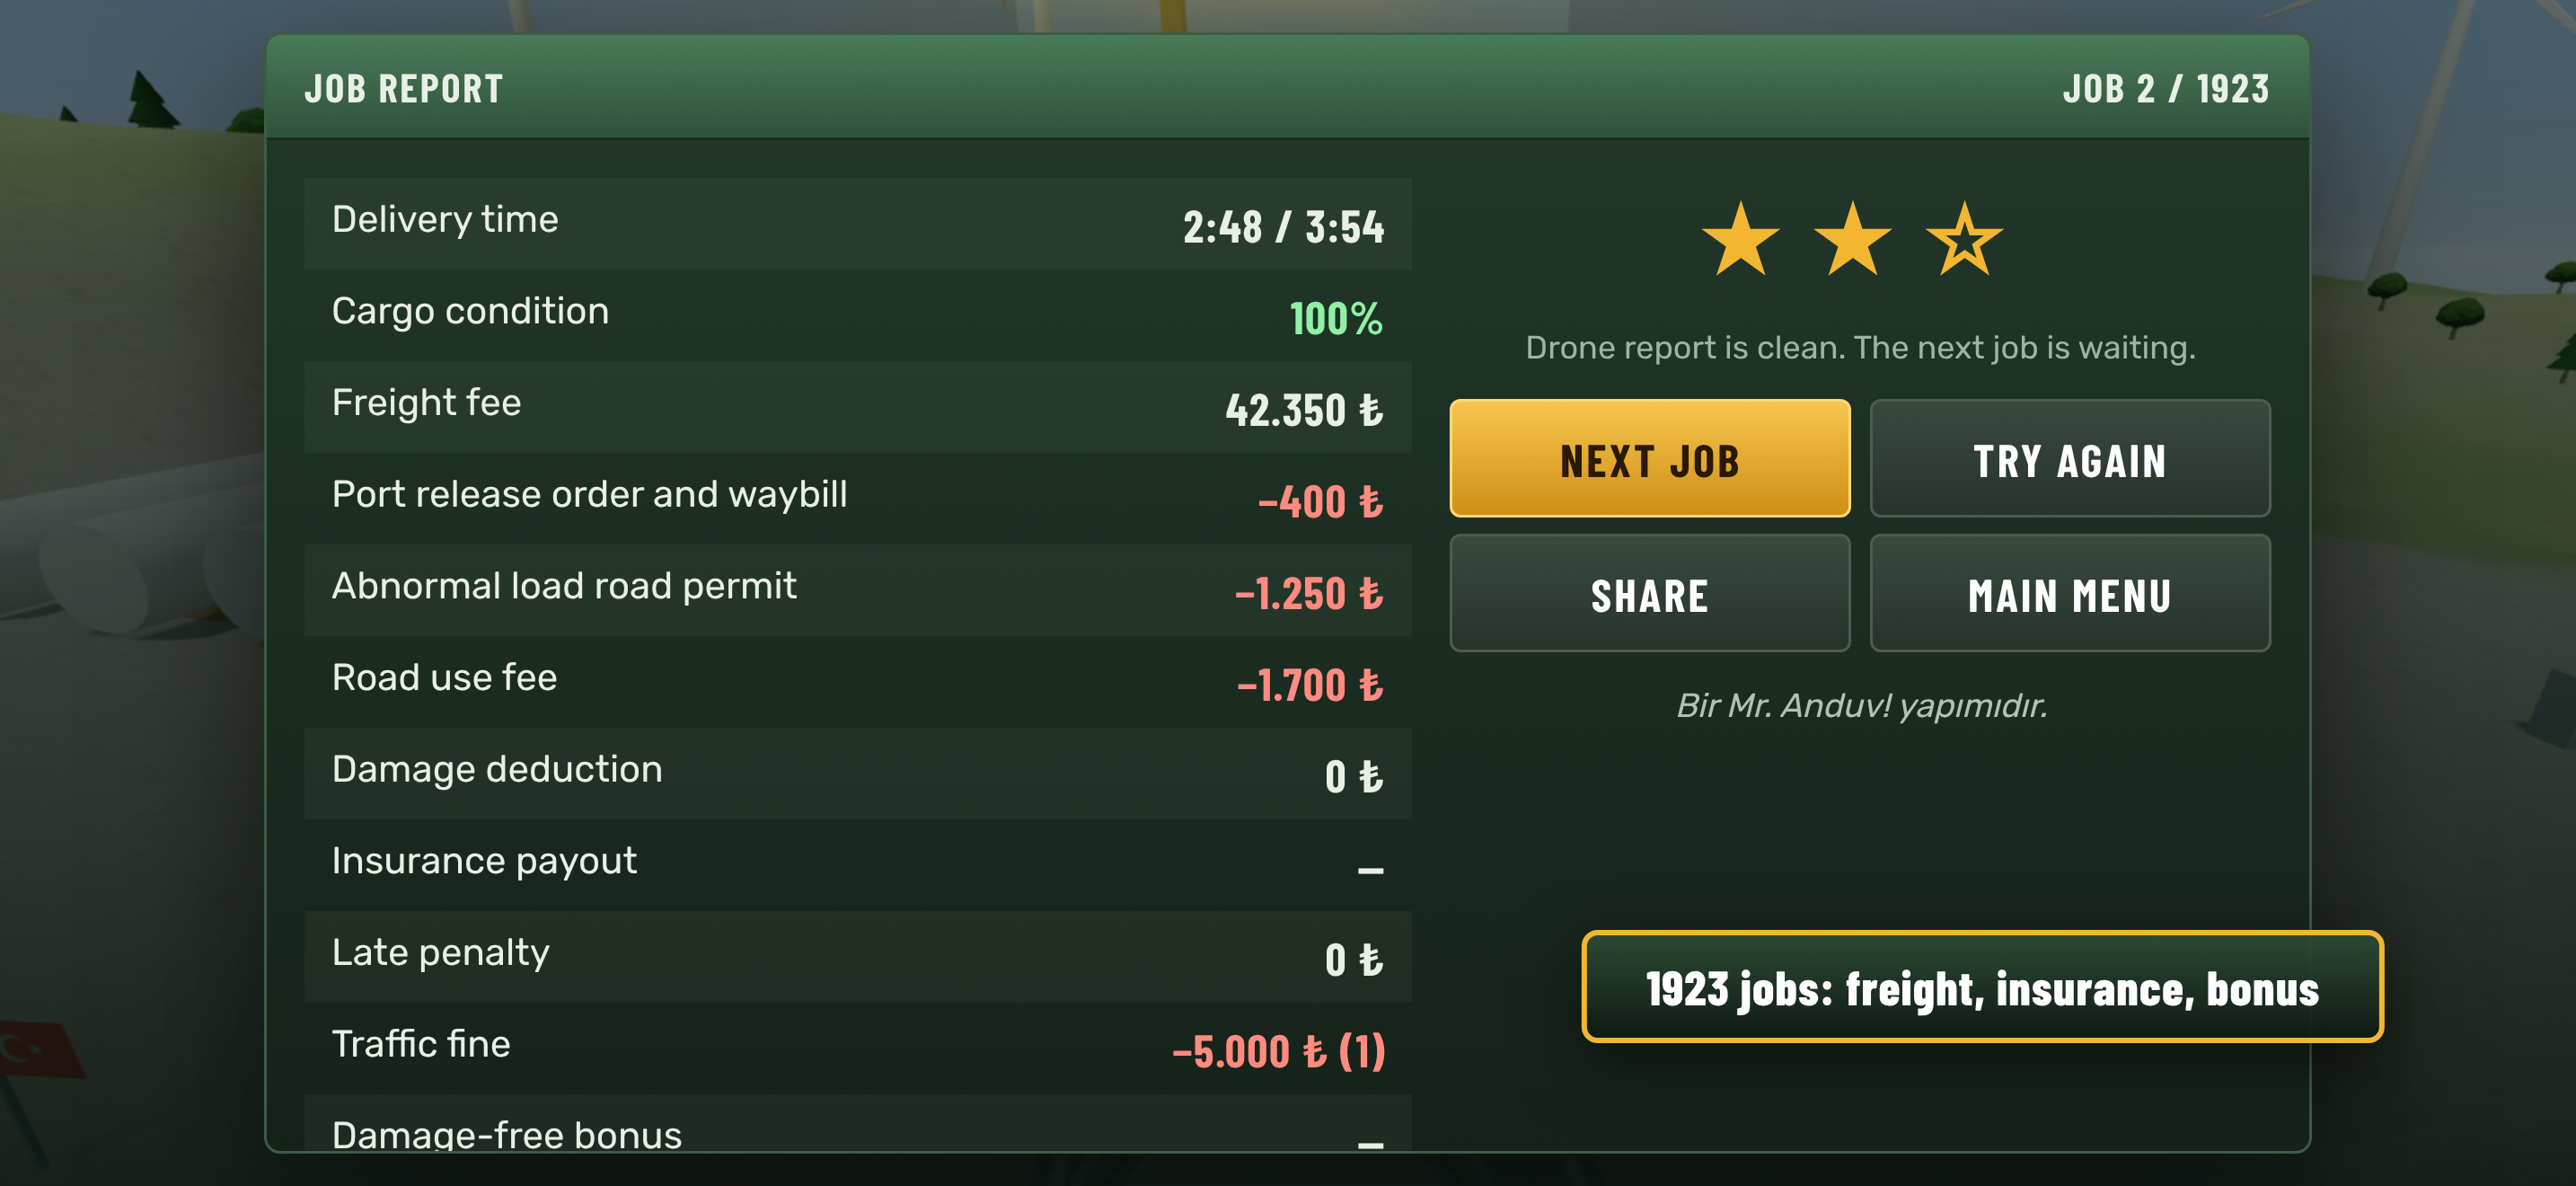 JOB REPORT
JOB 2 / 1923
Delivery time 2:48 / 3:54
Cargo condition 100%
Freight fee 42.350 ₺
Port release order and waybill −400 ₺
Abnormal load road permit −1.250 ₺
Road use fee −1.700 ₺
Damage deduction 0 ₺
Insurance payout —
Late penalty 0 ₺
Traffic fine −5.000 ₺ (1)
Damage-free bonus —
★ ★ ☆
Drone report is clean. The next job is waiting.
NEXT JOB
TRY AGAIN
SHARE
MAIN MENU
Bir Mr. Anduv! yapımıdır.
1923 jobs: freight, insurance, bonus